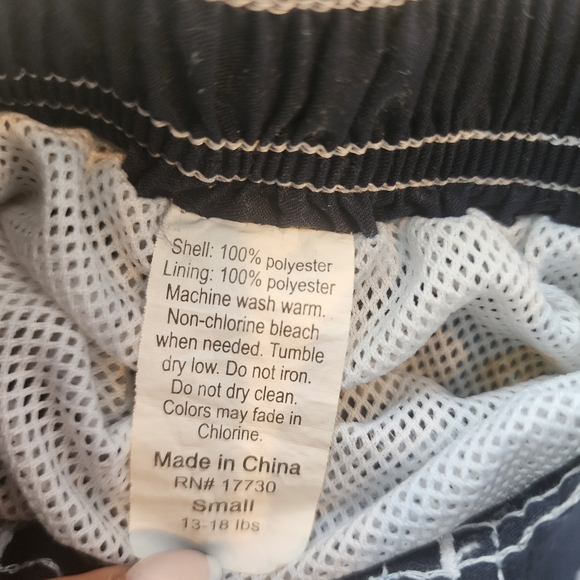 Shell: 100% polyester
Lining: 100% polyester
Machine wash warm.
Non-chlorine bleach
when needed. Tumble
dry low. Do not iron.
Do not dry clean.
Colors may fade in
Chlorine.
Made in China
RN# 17730
Small
13-18 lbs